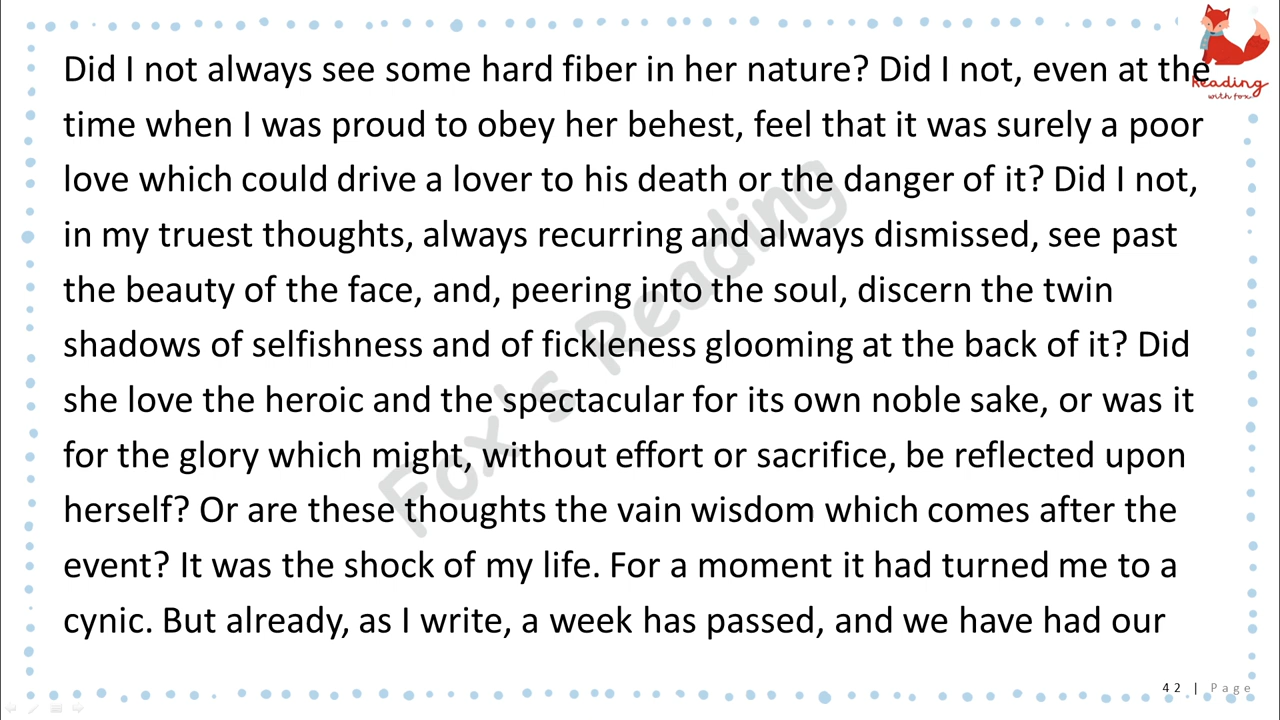 Did I not always see some hard fiber in her nature? Did I not, even at the
Reading
with fox
time when I was proud to obey her behest, feel that it was surely a poor
love which could drive a lover to his death or the danger of it? Did I not,
in my truest thoughts, always recurring and always dismissed, see past
the beauty of the face, and, peering into the soul, discern the twin
shadows of selfishness and of fickleness glooming at the back of it? Did
she love the heroic and the spectacular for its own noble sake, or was it
for the glory which might, without effort or sacrifice, be reflected upon
herself? Or are these thoughts the vain wisdom which comes after the
event? It was the shock of my life. For a moment it had turned me to a
cynic. But already, as I write, a week has passed, and we have had our
Fox's Reading
42 | Page